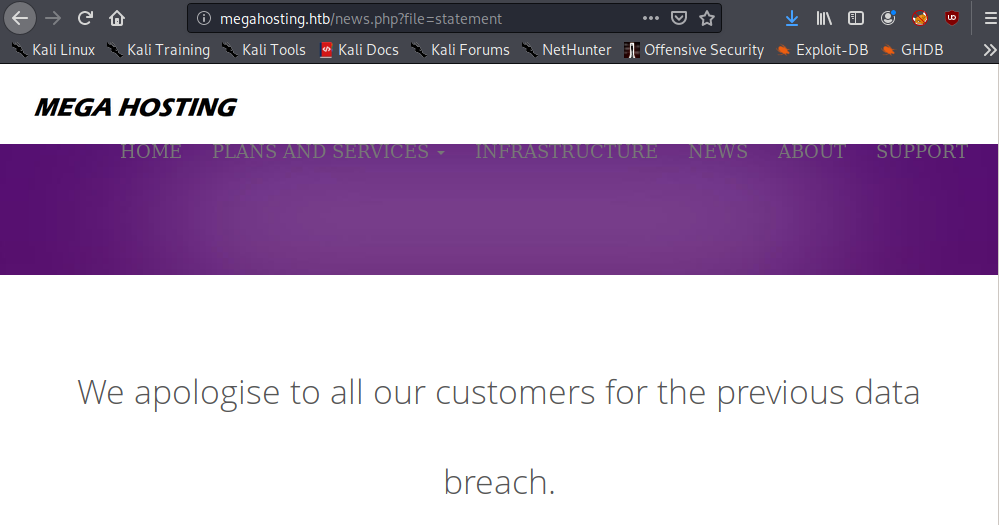 megahosting.htb/news.php?file=statement
Kali Linux Kali Training Kali Tools Kali Docs Kali Forums NetHunter Offensive Security Exploit-DB GHDB
MEGA HOSTING
HOME PLANS AND SERVICES INFRASTRUCTURE NEWS ABOUT SUPPORT
We apologise to all our customers for the previous data
breach.